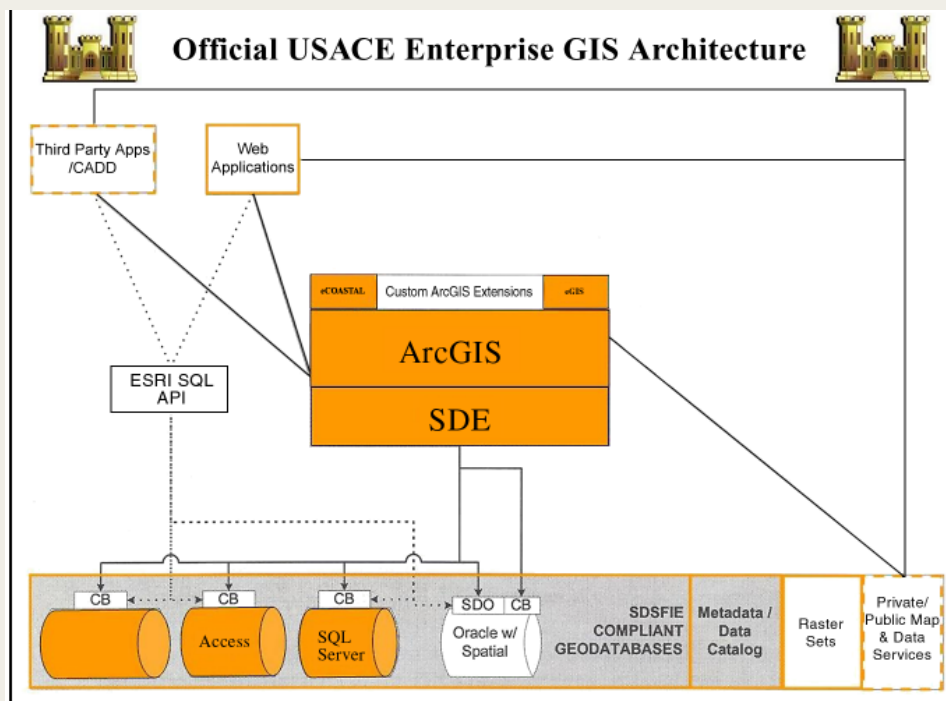 Official USACE Enterprise GIS Architecture
Third Party Apps
/CADD
Web
Applications
eCOASTAL
Custom ArcGIS Extensions
eGIS
ArcGIS
SDE
ESRI SQL
API
CB
CB
CB
SDO
CB
Access
SQL
Server
Oracle w/
Spatial
SDSFIE
COMPLIANT
GEODATABASES
Metadata /
Data
Catalog
Raster
Sets
Private/
Public Map
& Data
Services